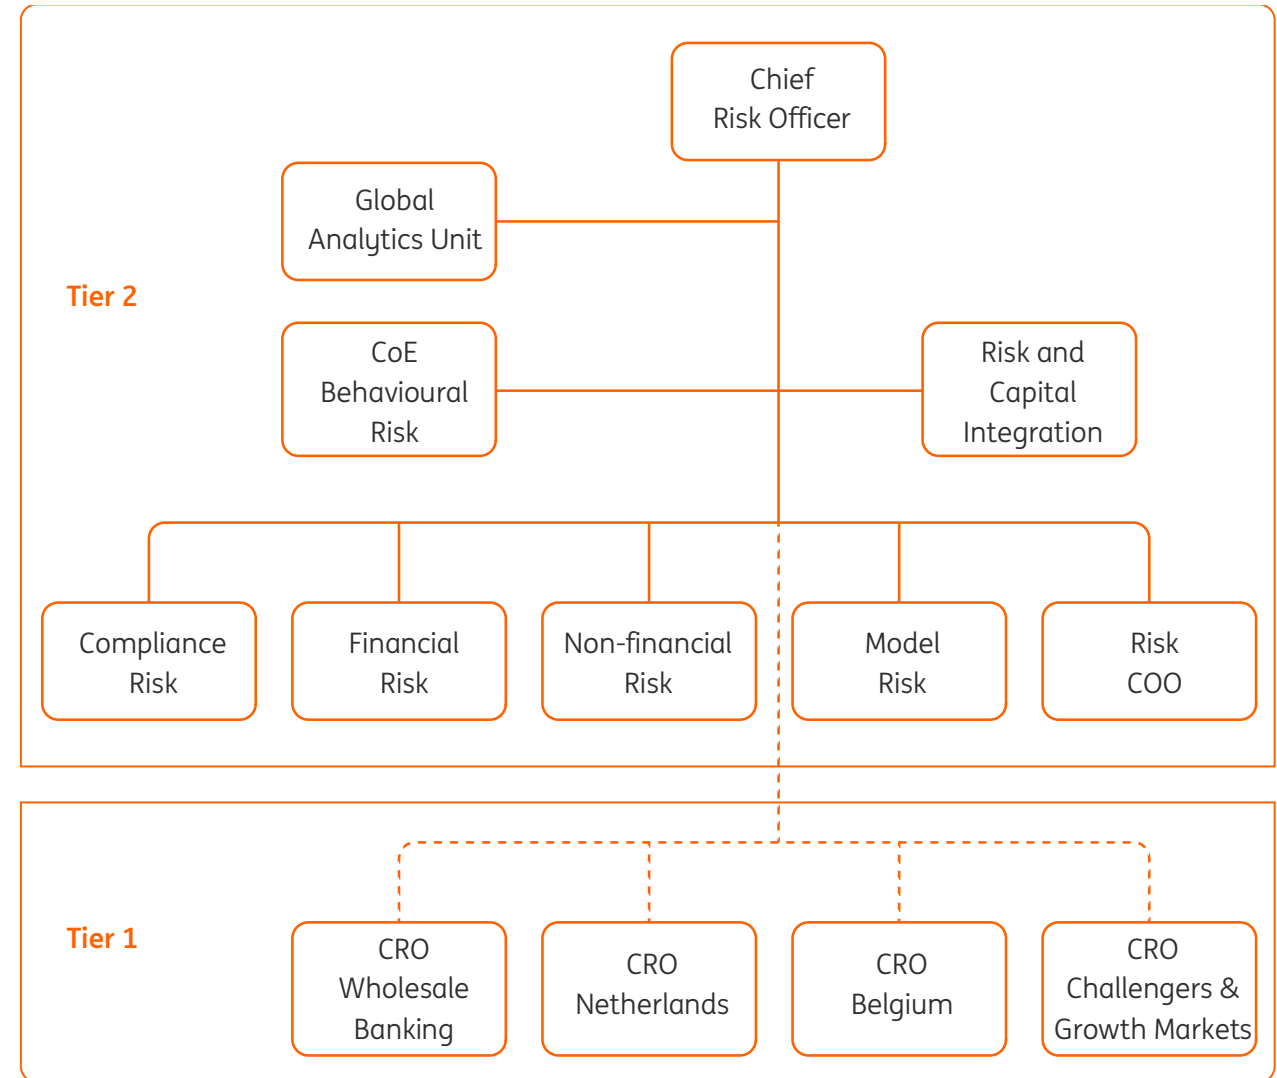 Chief
Risk Officer
Global
Analytics Unit
Tier 2
CoE
Behavioural
Risk
Risk and
Capital
Integration
Compliance
Risk
Financial
Risk
Non-financial
Risk
Model
Risk
Risk
COO
Tier 1
CRO
Wholesale
Banking
CRO
Netherlands
CRO
Belgium
CRO
Challengers &
Growth Markets